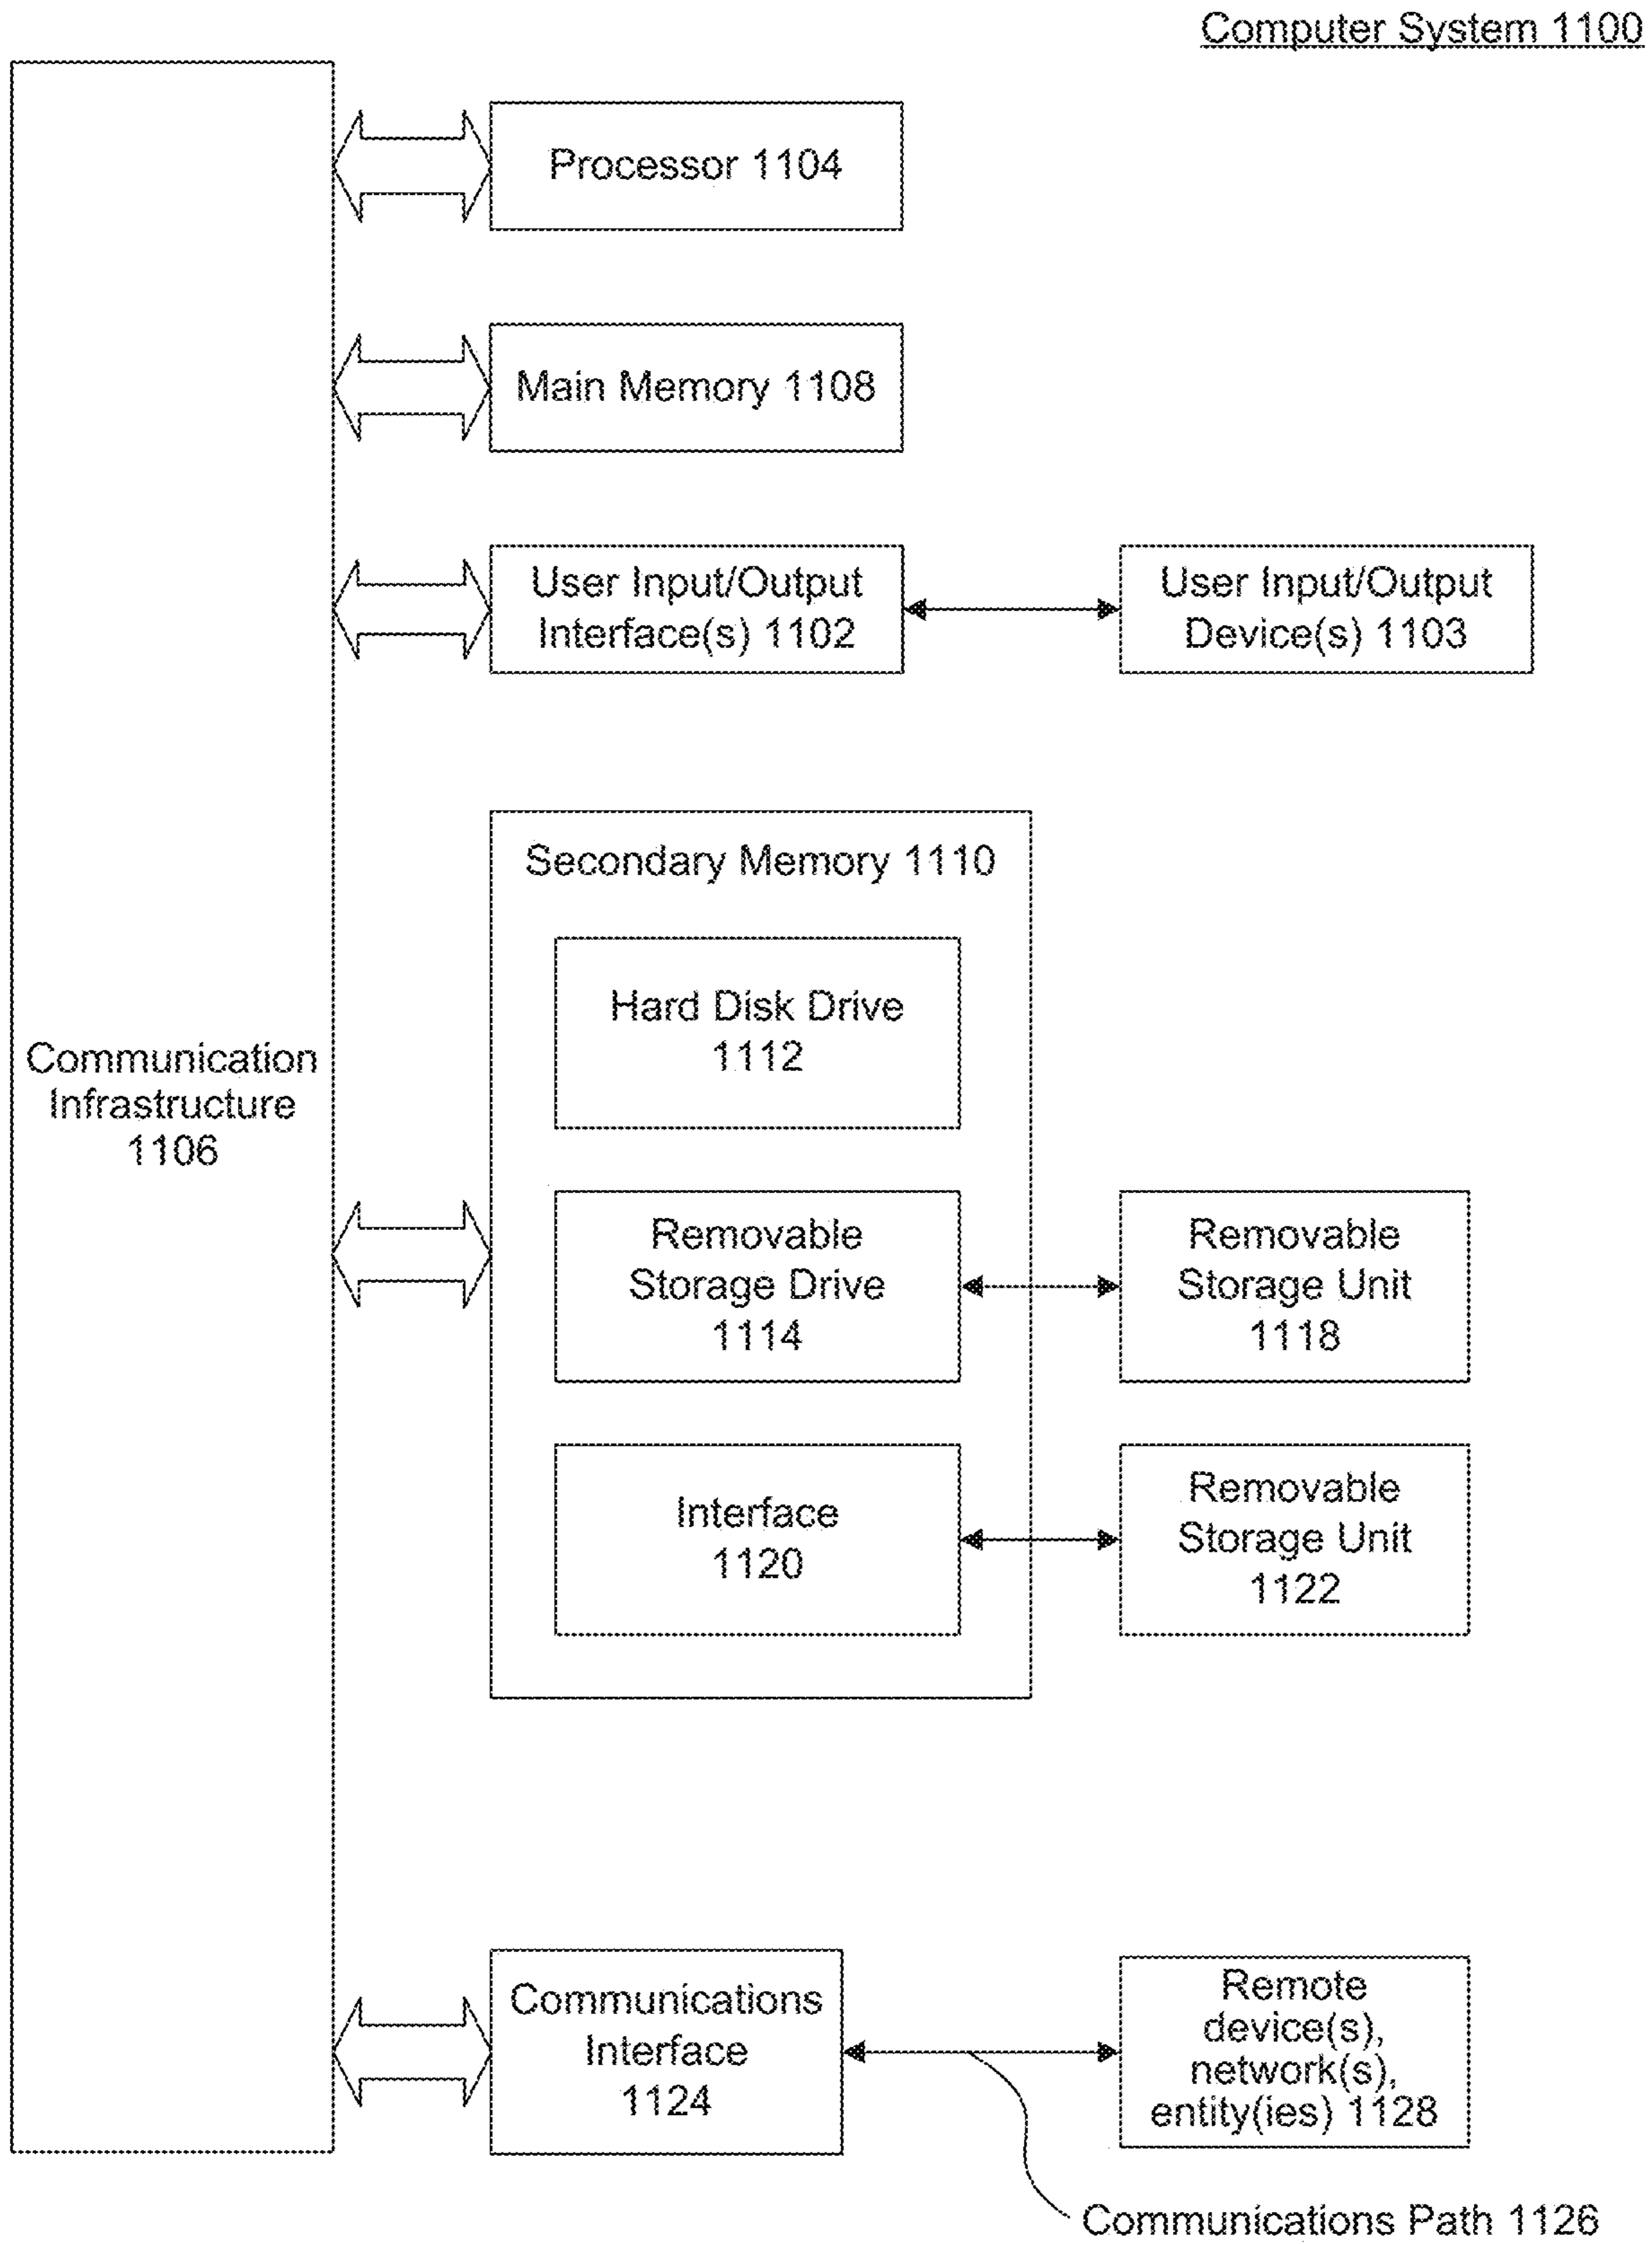 Computer System 1100
Processor 1104
Main Memory 1108
User Input/Output
Interface(s) 1102
User Input/Output
Device(s) 1103
Secondary Memory 1110
Hard Disk Drive
1112
Communication
Infrastructure
1106
Removable
Storage Drive
1114
Removable
Storage Unit
1118
Interface
1120
Removable
Storage Unit
1122
Communications
Interface
1124
Remote
device(s),
network(s),
entity(ies) 1128
Communications Path 1126